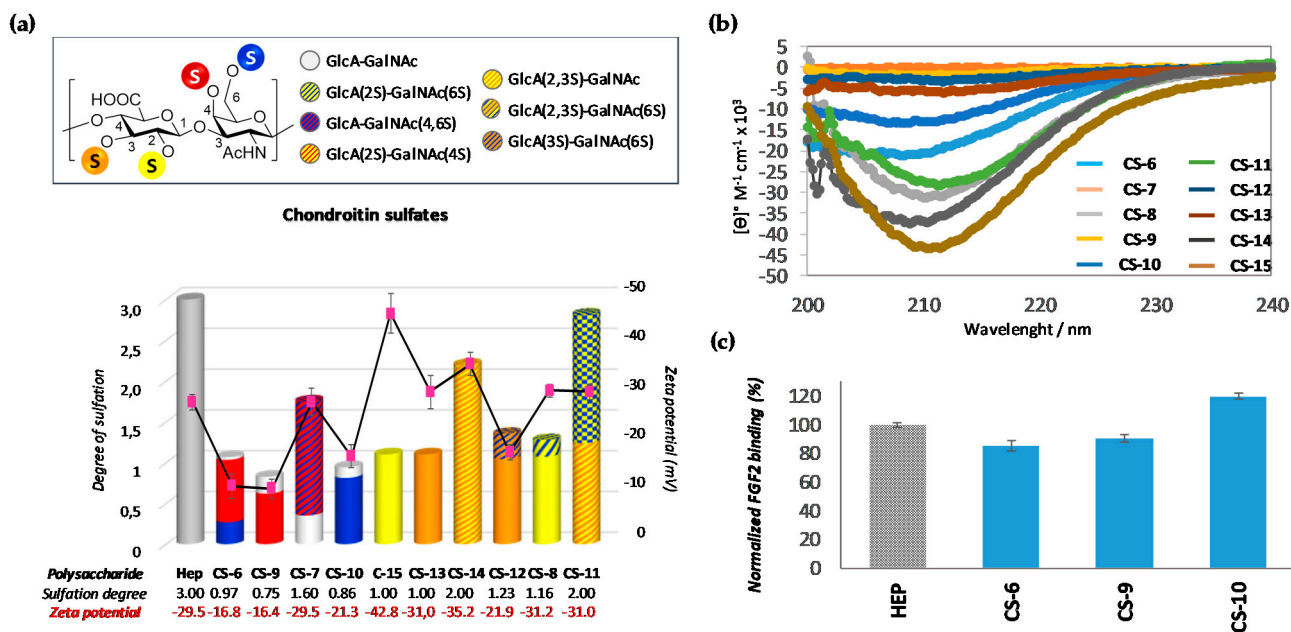 (a)
S
S
S
S
HOOC
O
O
O
O
O
O
O
AcHN
4
3
2
1
3
4
6
GlcA-GalNAc
GlcA(2S)-GalNAc(6S)
GlcA-GalNAc(4,6S)
GlcA(2S)-GalNAc(4S)
GlcA(2,3S)-GalNAc
GlcA(2,3S)-GalNAc(6S)
GlcA(3S)-GalNAc(6S)
Chondroitin sulfates
Degree of sulfation
3,0
2,5
2,0
1,5
1
0,5
0
-50
-40
-30
-20
-10
0
Zeta potential (mV)
Polysaccharide Hep CS-6 CS-9 CS-7 CS-10 C-15 CS-13 CS-14 CS-12 CS-8 CS-11
Sulfation degree 3.00 0.97 0.75 1.60 0.86 1.00 1.00 2.00 1.23 1.16 2.00
Zeta potential -29.5 -16.8 -16.4 -29.5 -21.3 -42.8 -31,0 -35.2 -21.9 -31.2 -31.0
(b)
[Θ]° M-1 cm-1 x 10³
5
0
-5
-10
-15
-20
-25
-30
-35
-40
-45
-50
200 210 220 230 240
Wavelenght / nm
CS-6
CS-7
CS-8
CS-9
CS-10
CS-11
CS-12
CS-13
CS-14
CS-15
(c)
Normalized FGF2 binding (%)
120
100
80
60
40
20
0
HEP
CS-6
CS-9
CS-10